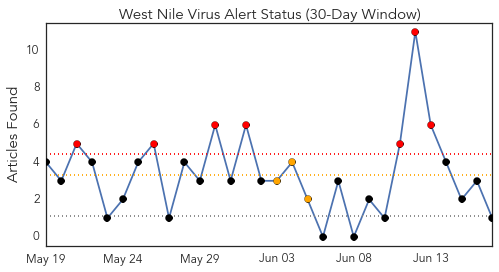 West Nile Virus Alert Status (30-Day Window)
Articles Found
10
8
6
4
2
0
May 19
May 24
May 29
Jun 03
Jun 08
Jun 13